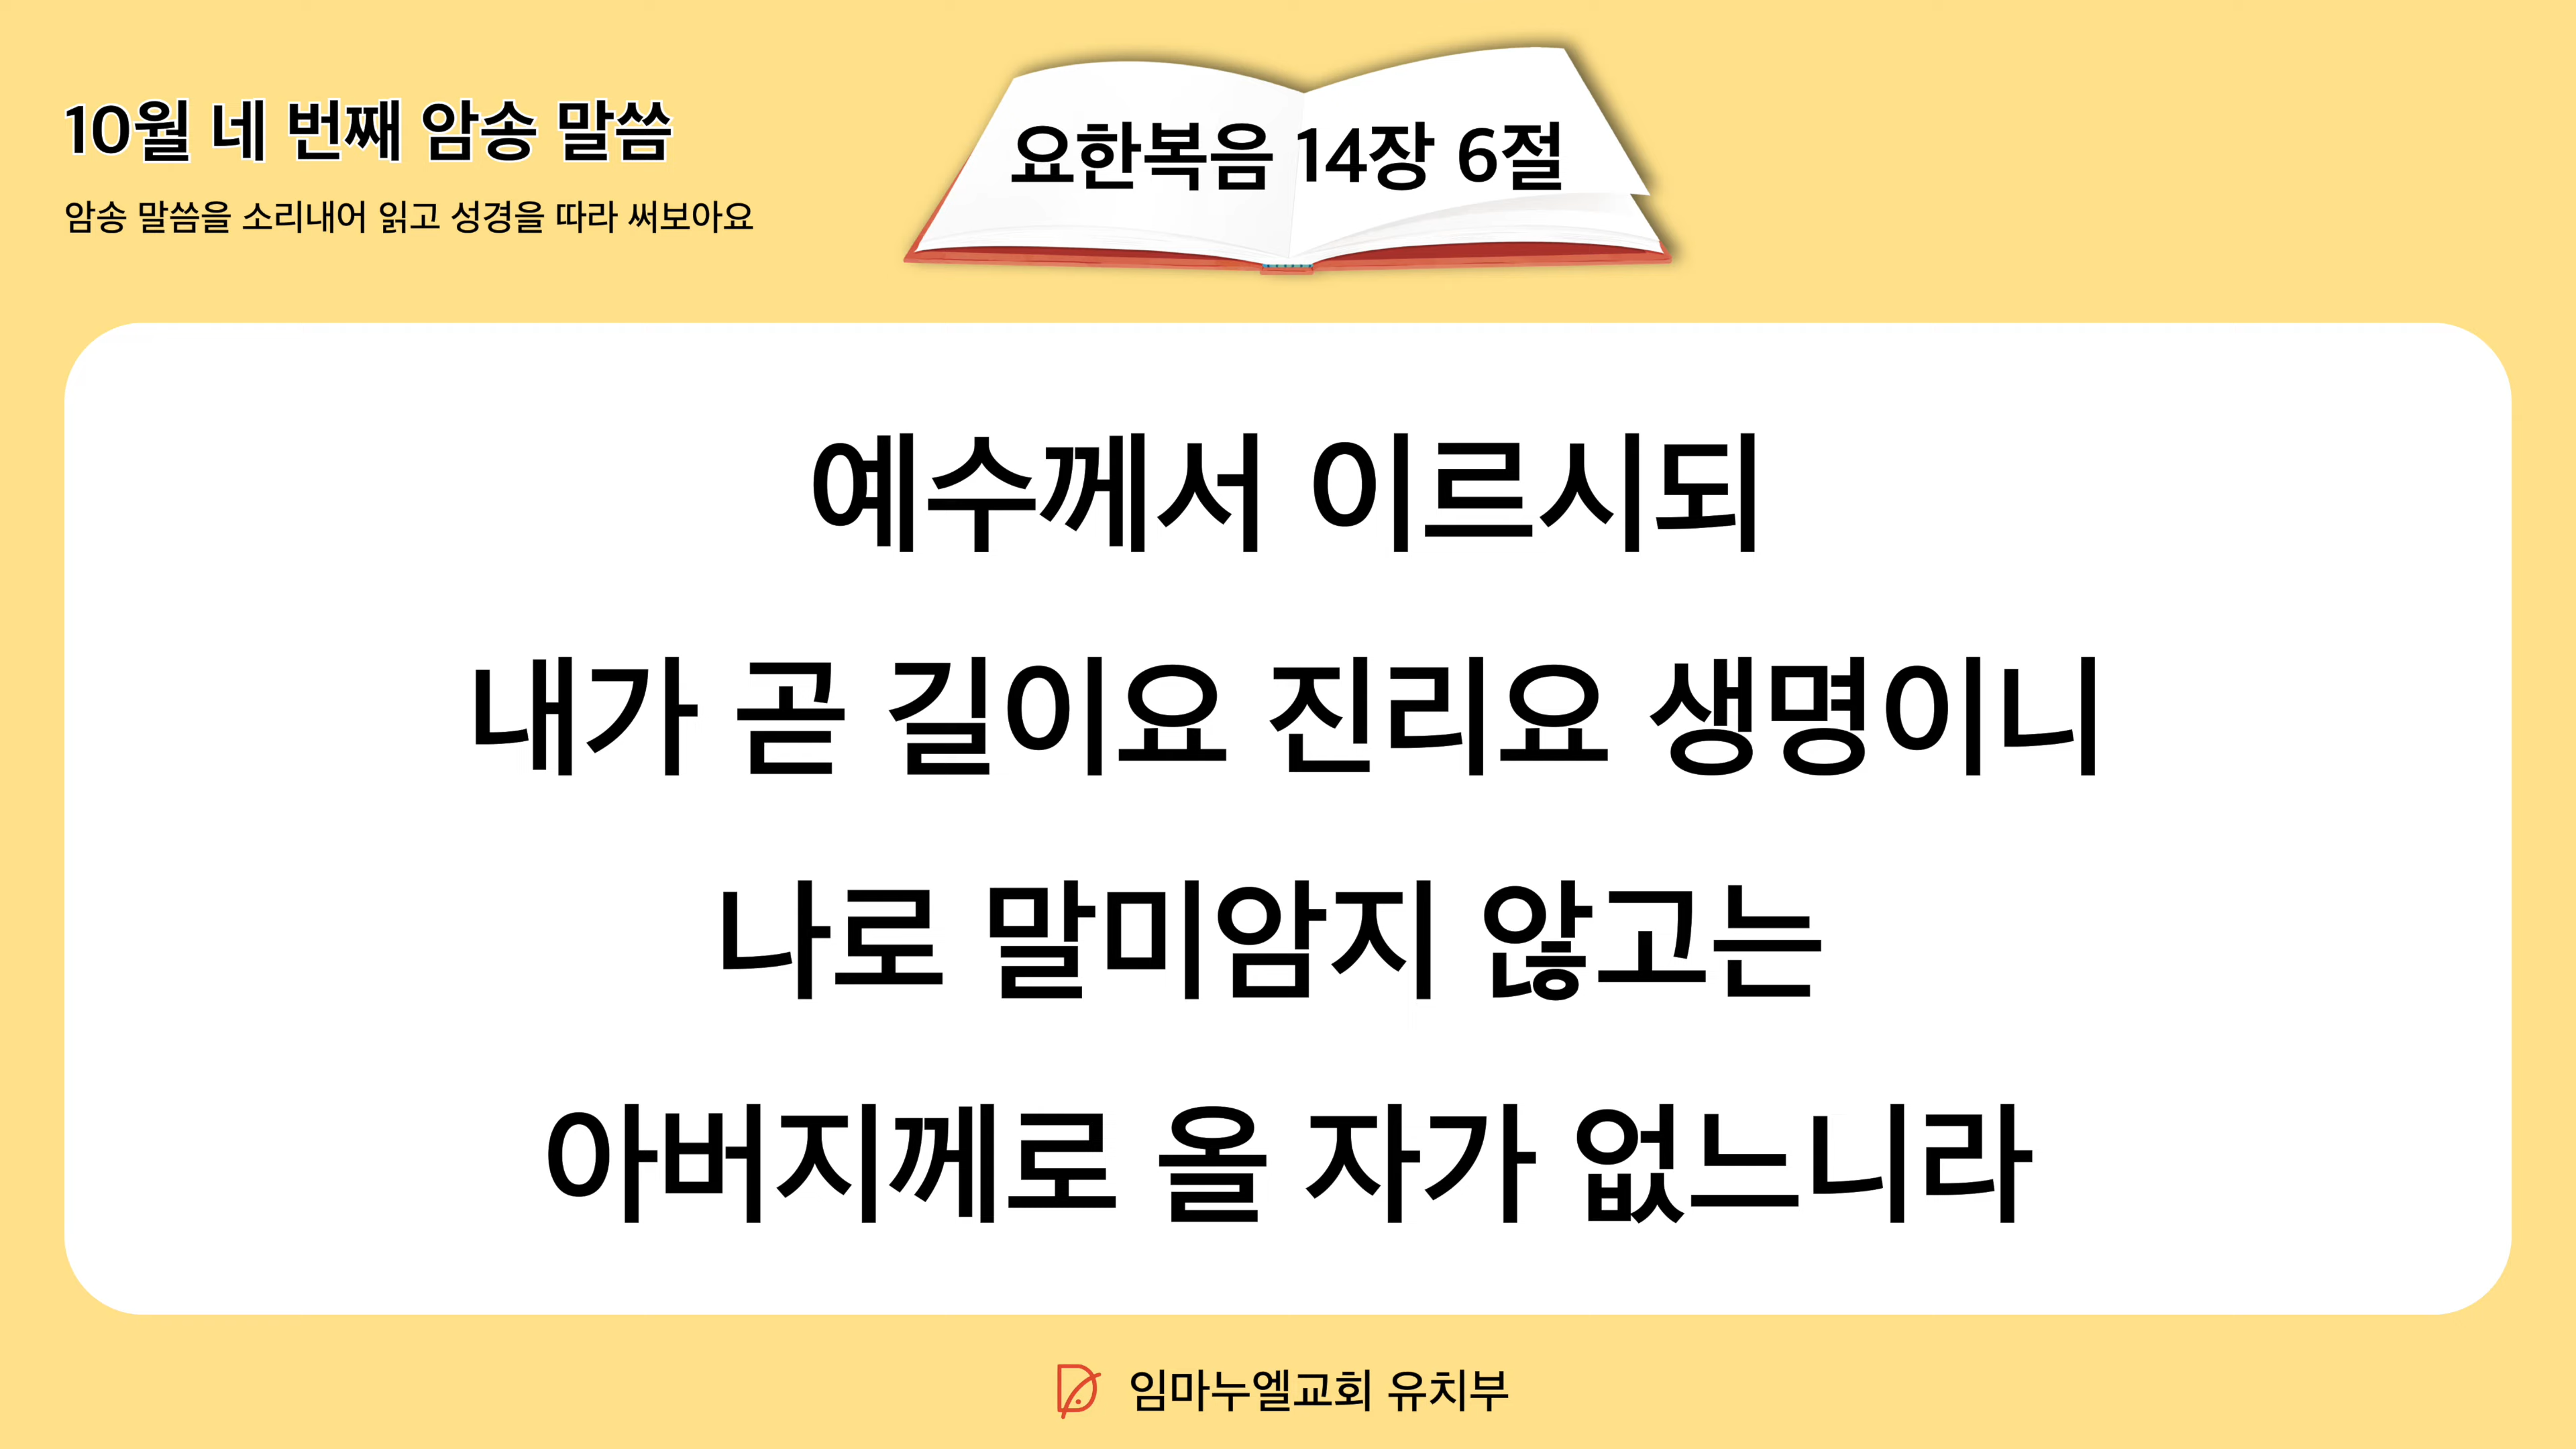 10월 네 번째 암송 말씀
암송 말씀을 소리내어 읽고 성경을 따라 써보아요
요한복음 14장 6절
예수께서 이르시되
내가 곧 길이요 진리요 생명이니
나로 말미암지 않고는
아버지께로 올 자가 없느니라
임마누엘교회 유치부